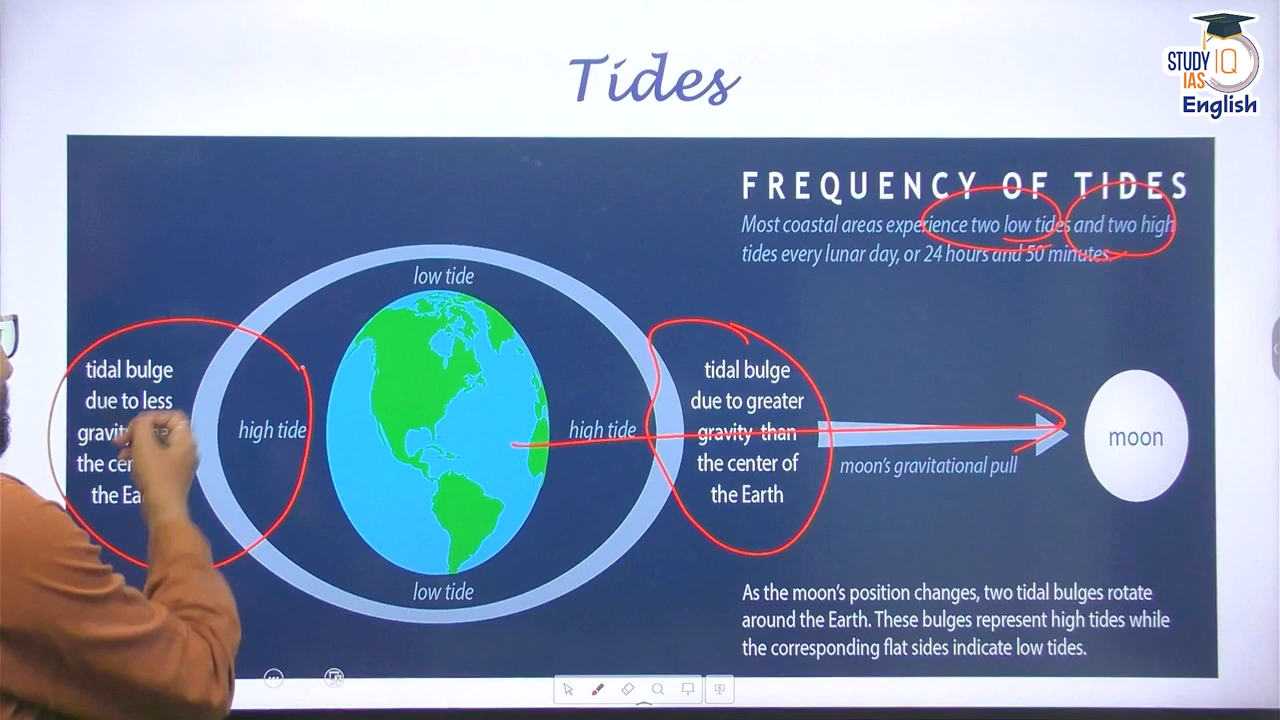 Tides
STUDY IQ
IAS
English
FREQUENCY OF TIDES
Most coastal areas experience two low tides and two high
tides every lunar day, or 24 hours and 50 minutes.
low tide
tidal bulge
due to less
the
the
high tide
high tide
low tide
tidal bulge
due to greater
gravity than
the center of
the Earth
moon's gravitational pull
moon
As the moon's position changes, two tidal bulges rotate
around the Earth. These bulges represent high tides while
the corresponding flat sides indicate low tides.